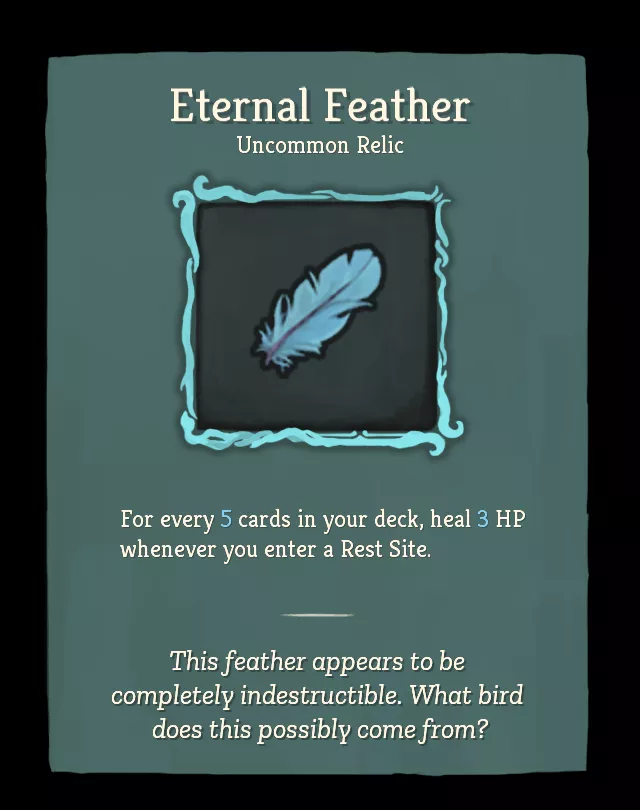 Eternal Feather
Uncommon Relic
For every 5 cards in your deck, heal 3 HP
whenever you enter a Rest Site.
This feather appears to be
completely indestructible. What bird
does this possibly come from?